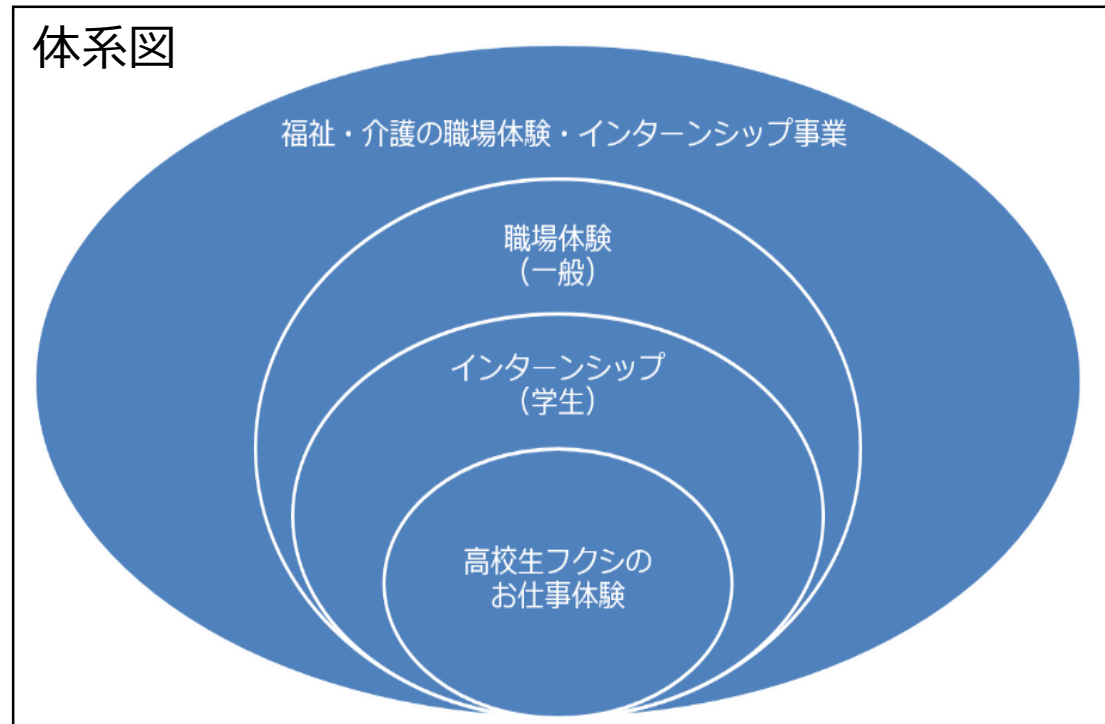 体系図
福祉・介護の職場体験・インターンシップ事業
職場体験
（一般）
インターンシップ
（学生）
高校生フクシの
お仕事体験